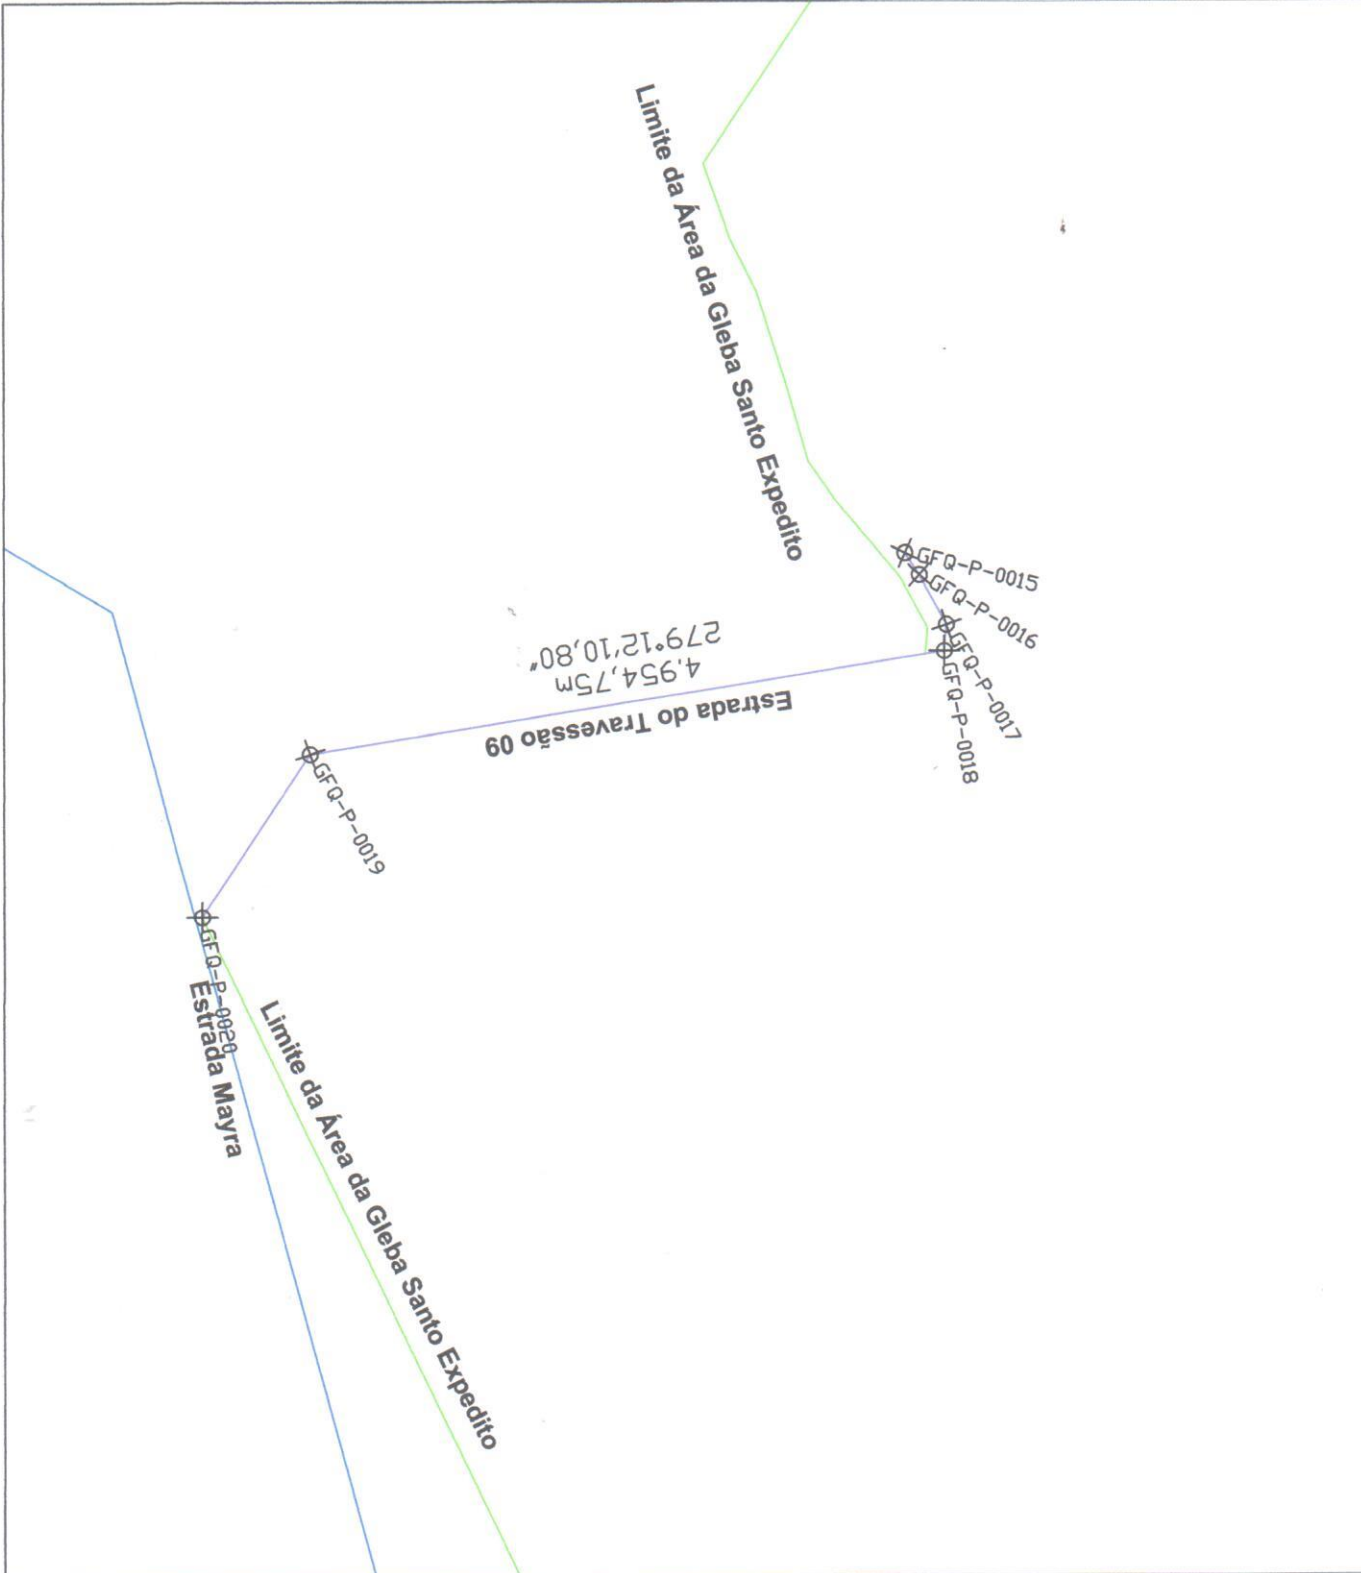 Limite da Área da Gleba Santo Expedito
GFQ-P-0015
GFQ-P-0016
GFQ-P-0017
GFQ-P-0018
279°12'10,80"
4.954,75m
Estrada do Travessão 09
GFQ-P-0019
GFQ-P-0020
Estrada Mayra
Limite da Área da Gleba Santo Expedito